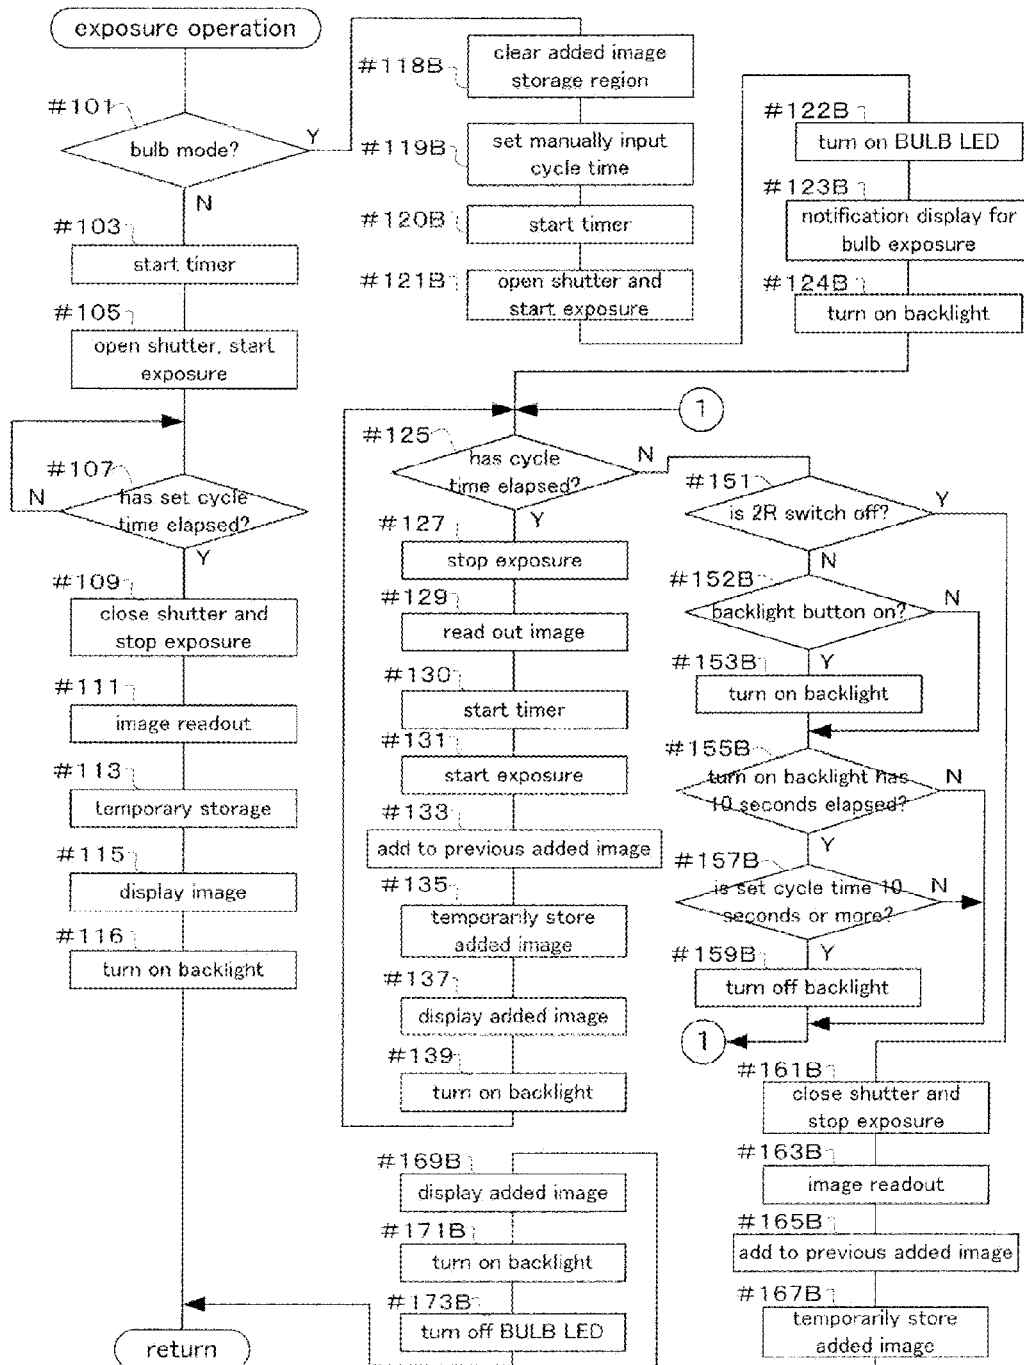 exposure operation
#101
bulb mode?
Y
N
#103
start timer
#105
open shutter, start
exposure
#107
has set cycle
time elapsed?
N
Y
#109
close shutter and
stop exposure
#111
image readout
#113
temporary storage
#115
display image
#116
turn on backlight
return
#118B
clear added image
storage region
#119B
set manually input
cycle time
#120B
start timer
#121B
open shutter and
start exposure
#122B
turn on BULB LED
#123B
notification display for
bulb exposure
#124B
turn on backlight
1
#125
has cycle
time elapsed?
N
Y
#127
stop exposure
#129
read out image
#130
start timer
#131
start exposure
#133
add to previous added image
#135
temporarily store
added image
#137
display added image
#139
turn on backlight
#151
is 2R switch off?
Y
N
#152B
backlight button on?
N
Y
#153B
turn on backlight
#155B
turn on backlight has
10 seconds elapsed?
N
Y
#157B
is set cycle time 10
seconds or more?
N
Y
#159B
turn off backlight
1
#161B
close shutter and
stop exposure
#163B
image readout
#165B
add to previous added image
#167B
temporarily store
added image
#169B
display added image
#171B
turn on backlight
#173B
turn off BULB LED